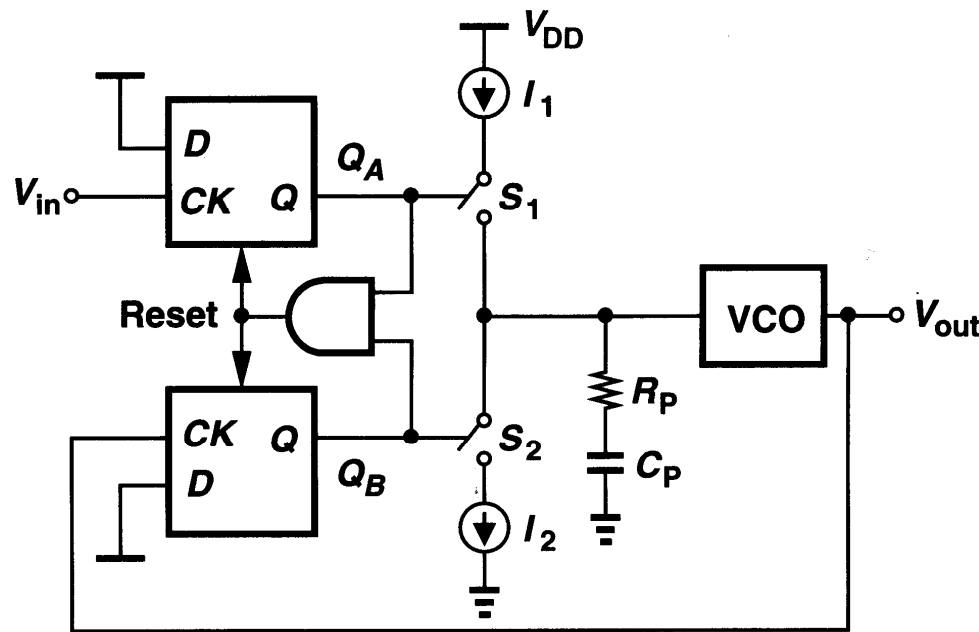 V_DD
I_1
D
Q_A
V_in
CK
Q
S_1
Reset
VCO
V_out
R_P
CK
Q
S_2
C_P
D
Q_B
I_2